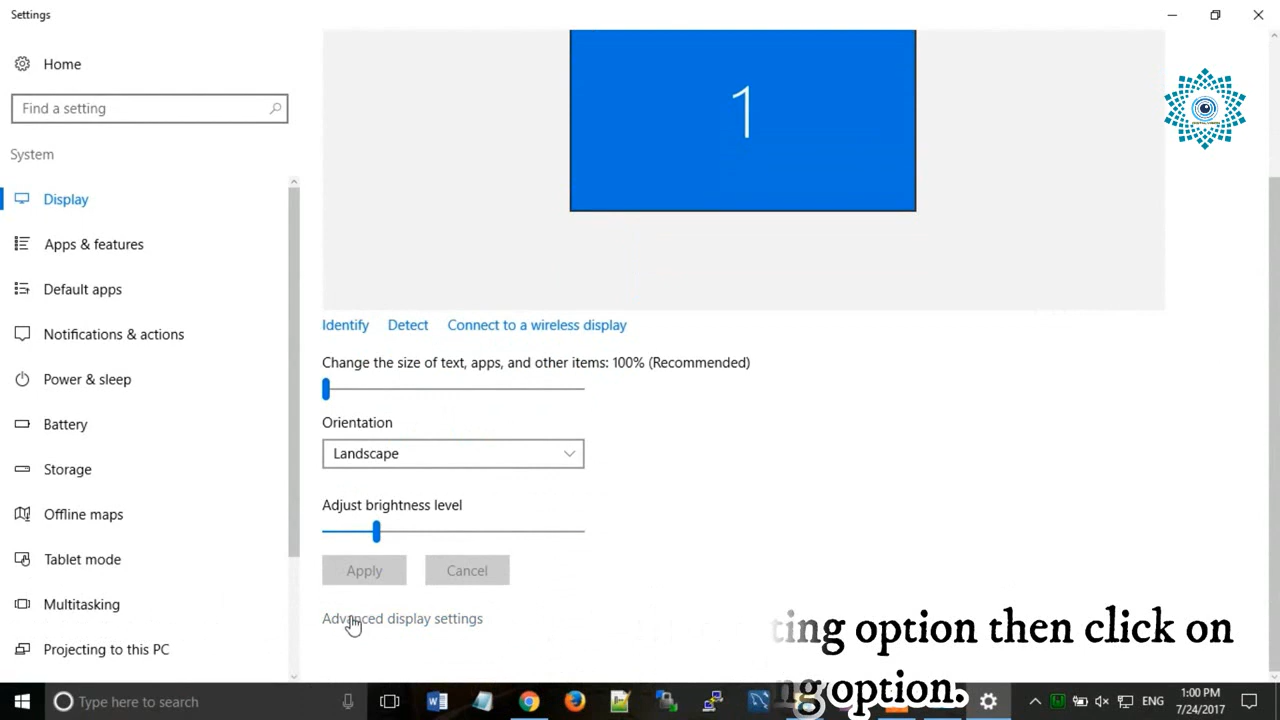 Settings
Home
Find a setting
System
Display
Apps & features
Default apps
Notifications & actions
Power & sleep
Battery
Storage
Offline maps
Tablet mode
Multitasking
Projecting to this PC
1
Identify Detect Connect to a wireless display
Change the size of text, apps, and other items: 100% (Recommended)
Orientation
Landscape
Adjust brightness level
Apply Cancel
Advanced display settings
option then click on
option.
Type here to search
ENG
1:00 PM
7/24/2017